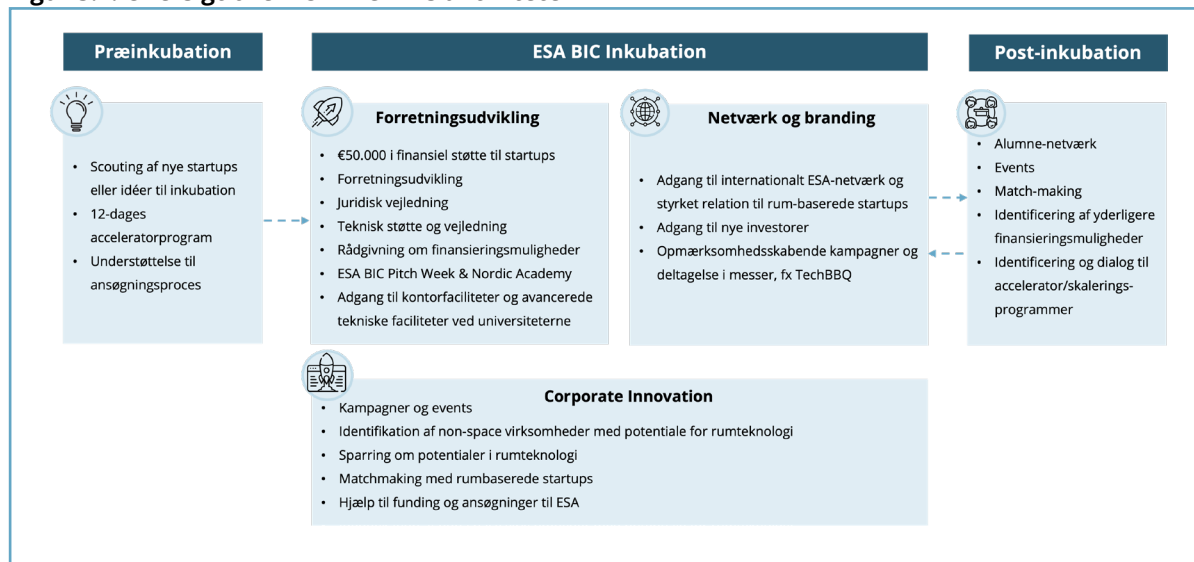 Præinkubation
ESA BIC Inkubation
Post-inkubation
• Scouting af nye startups
eller idéer til inkubation
• 12-dages
acceleratorprogram
• Understøttelse til
ansøgningsproces
Forretningsudvikling
• €50.000 i finansiel støtte til startups
• Forretningsudvikling
• Juridisk vejledning
• Teknisk støtte og vejledning
• Rådgivning om finansieringsmuligheder
• ESA BIC Pitch Week & Nordic Academy
• Adgang til kontorfaciliteter og avancerede
tekniske faciliteter ved universiteterne
Netværk og branding
• Adgang til internationalt ESA-netværk og
styrket relation til rum-baserede startups
• Adgang til nye investorer
• Opmærksomhedsskabende kampagner og
deltagelse i messer, fx TechBBQ
• Alumne-netværk
• Events
• Match-making
• Identificering af yderligere
finansieringsmuligheder
• Identificering og dialog til
accelerator/skalerings-
programmer
Corporate Innovation
• Kampagner og events
• Identifikation af non-space virksomheder med potentiale for rumteknologi
• Sparring om potentialer i rumteknologi
• Matchmaking med rumbaserede startups
• Hjælp til funding og ansøgninger til ESA